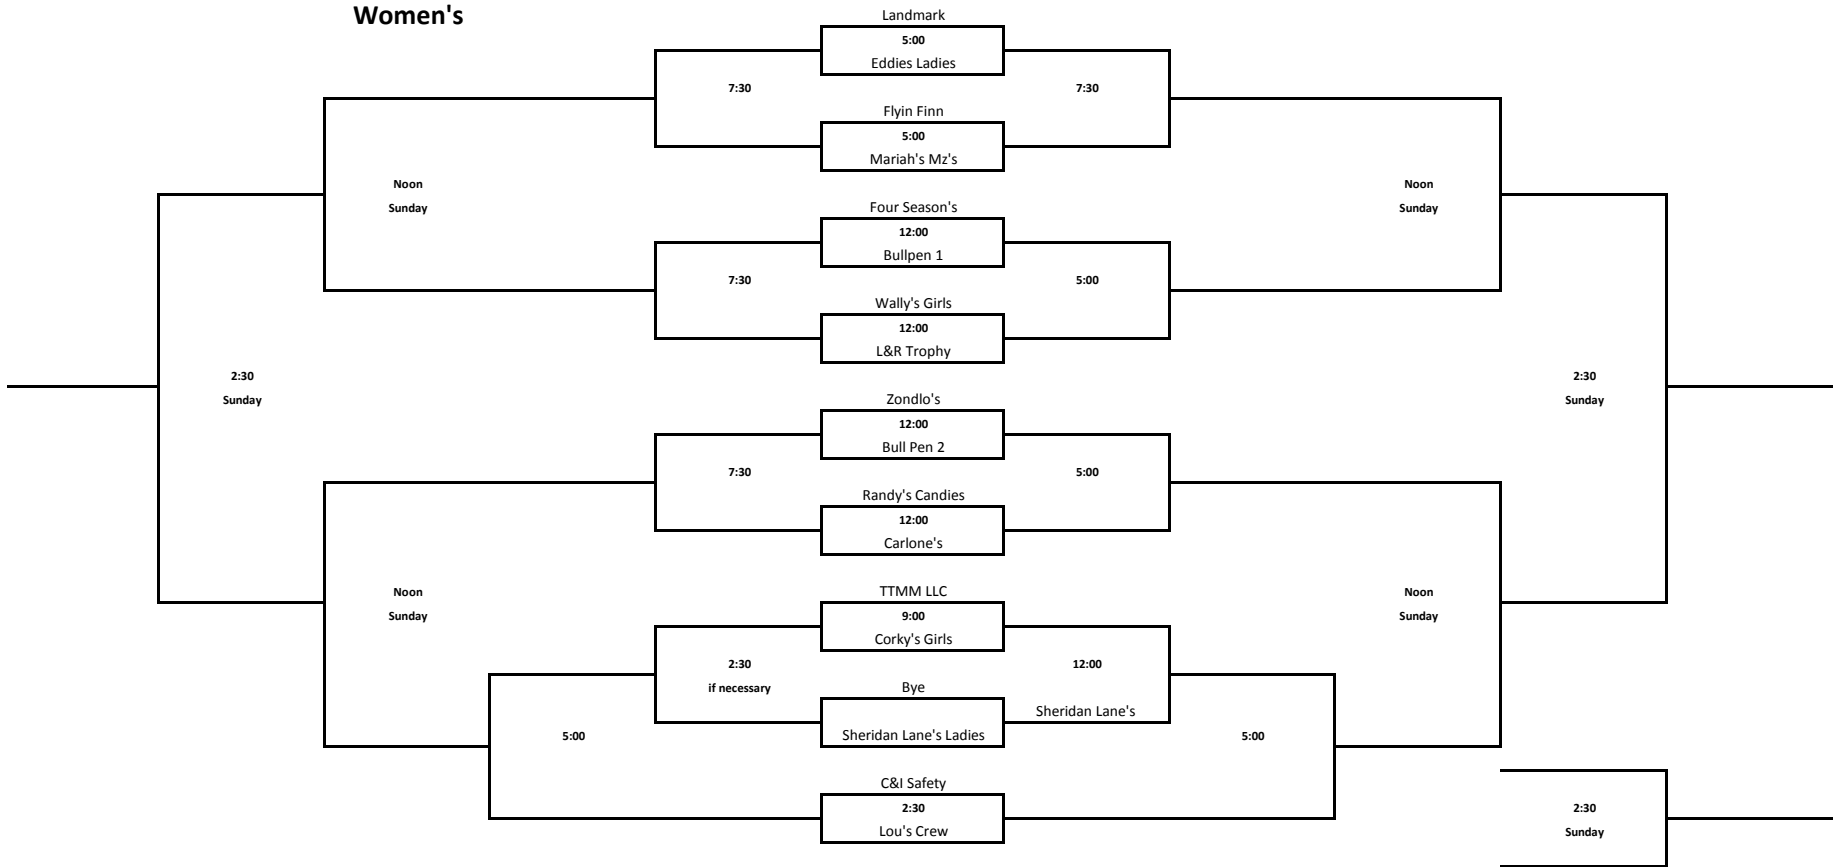 Women's
Landmark
5:00
Eddies Ladies
7:30
7:30
Flyin Finn
5:00
Mariah's Mz's
Noon
Sunday
Noon
Sunday
Four Season's
12:00
Bullpen 1
7:30
5:00
Wally's Girls
12:00
L&R Trophy
2:30
Sunday
2:30
Sunday
Zondlo's
12:00
Bull Pen 2
7:30
5:00
Randy's Candies
12:00
Carlone's
Noon
Sunday
Noon
Sunday
TTMM LLC
9:00
Corky's Girls
2:30
if necessary
12:00
Bye
Sheridan Lane's
Sheridan Lane's Ladies
5:00
5:00
C&I Safety
2:30
Lou's Crew
2:30
Sunday